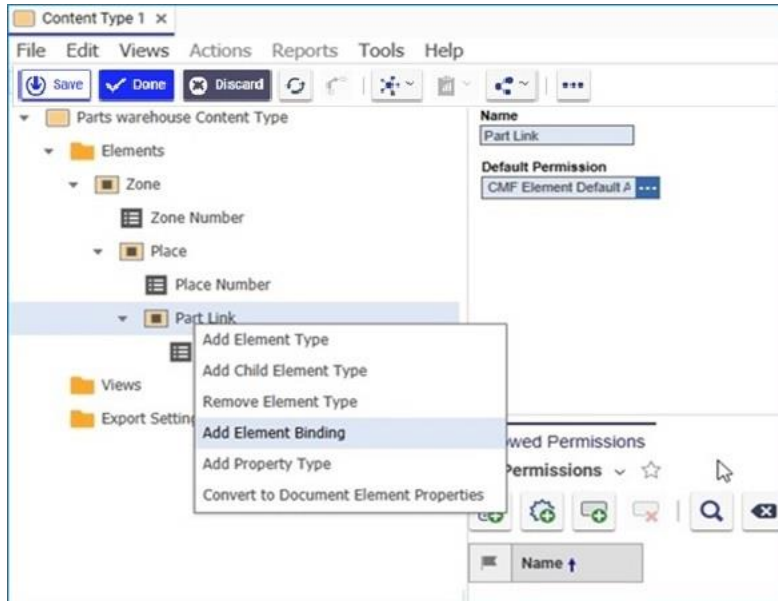 Content Type 1 ×
File Edit Views Actions Reports Tools Help
Save Done Discard
Parts warehouse Content Type
Elements
Zone
Zone Number
Place
Place Number
Part Link
Views
Export Setting
Add Element Type
Add Child Element Type
Remove Element Type
Add Element Binding
Add Property Type
Convert to Document Element Properties
Name
Part Link
Default Permission
CMF Element Default A
wed Permissions
Permissions
Name